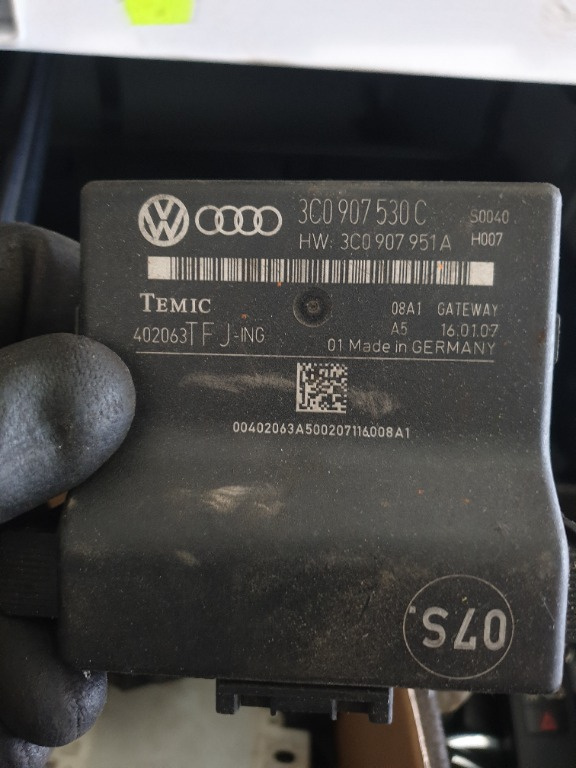 3C0 907 530 C
S0040
HW: 3C0 907 951 A
H007
TEMIC
08A1 GATEWAY
402063TFJ-ING
A5 16.01.07
01 Made in GERMANY
00402063A500207116008A1
07S.